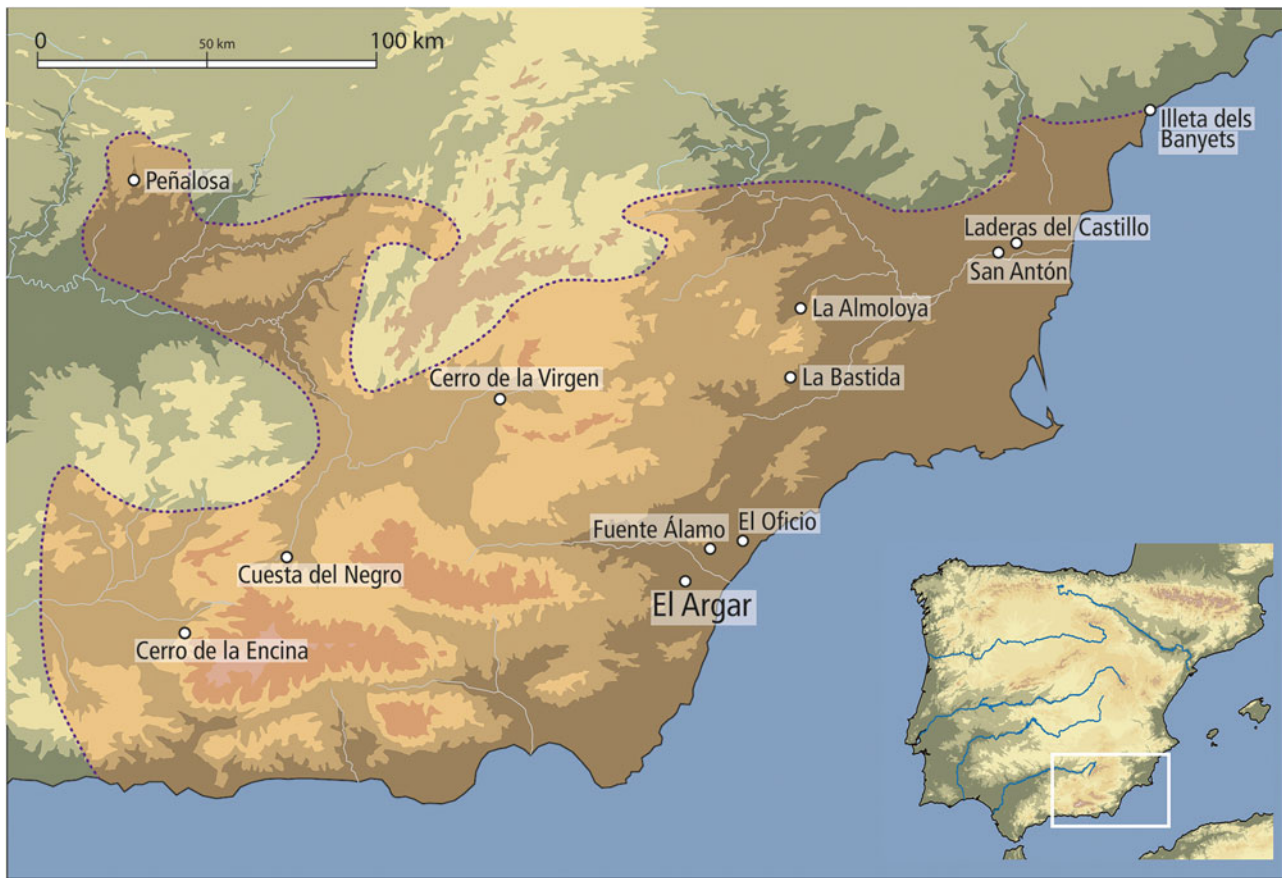 0
50 km
100 km
Illeta dels
Banyets
Peñalosa
Laderas del Castillo
San Antón
La Almoloya
Cerro de la Virgen
La Bastida
Fuente Álamo
El Oficio
Cuesta del Negro
El Argar
Cerro de la Encina